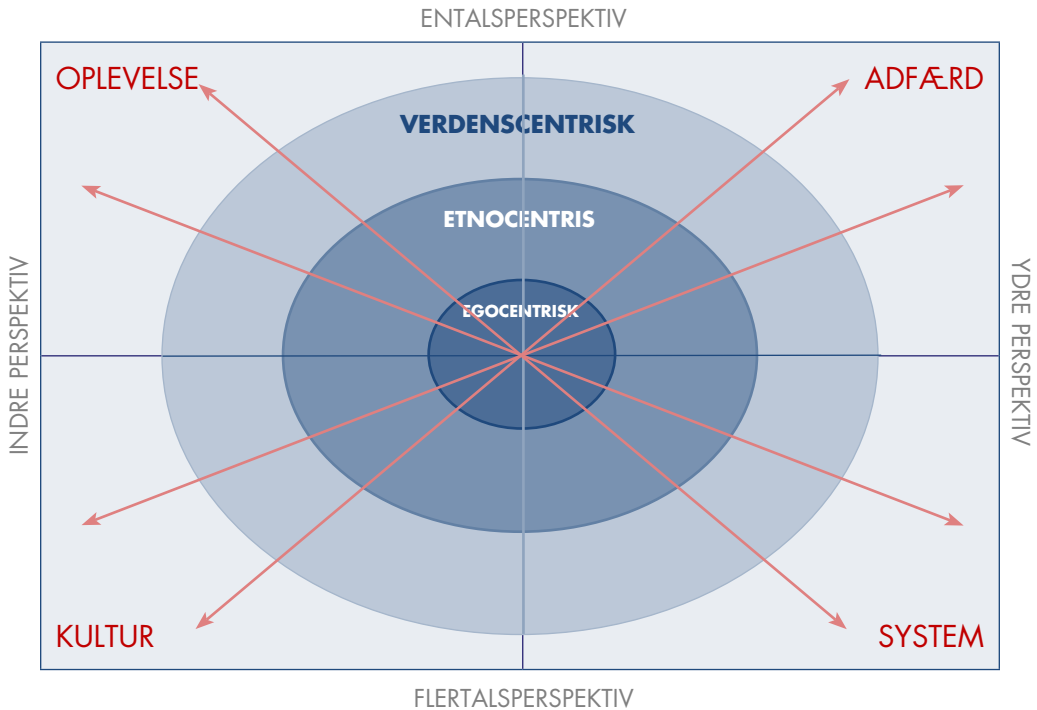 ENTALSPERSPEKTIV
OPLEVELSE
ADFÆRD
VERDENSCENTRISK
ETNOCENTRIS
EGOCENTRISK
INDRE PERSPEKTIV
YDRE PERSPEKTIV
KULTUR
SYSTEM
FLERTALSPERSPEKTIV